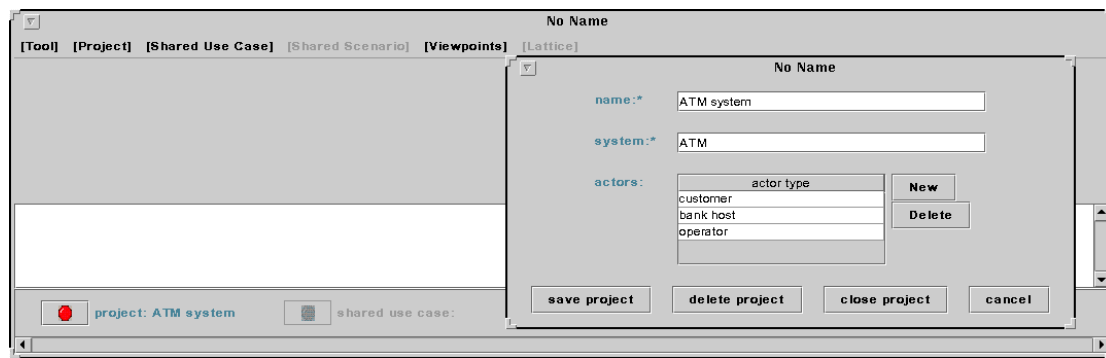 No Name
[Tool] [Project] [Shared Use Case] [Shared Scenario] [Viewpoints] [Lattice]
No Name
name:* ATM system
system:* ATM
actors: actor type New
customer
bank host Delete
operator
save project delete project close project cancel
project: ATM system shared use case: